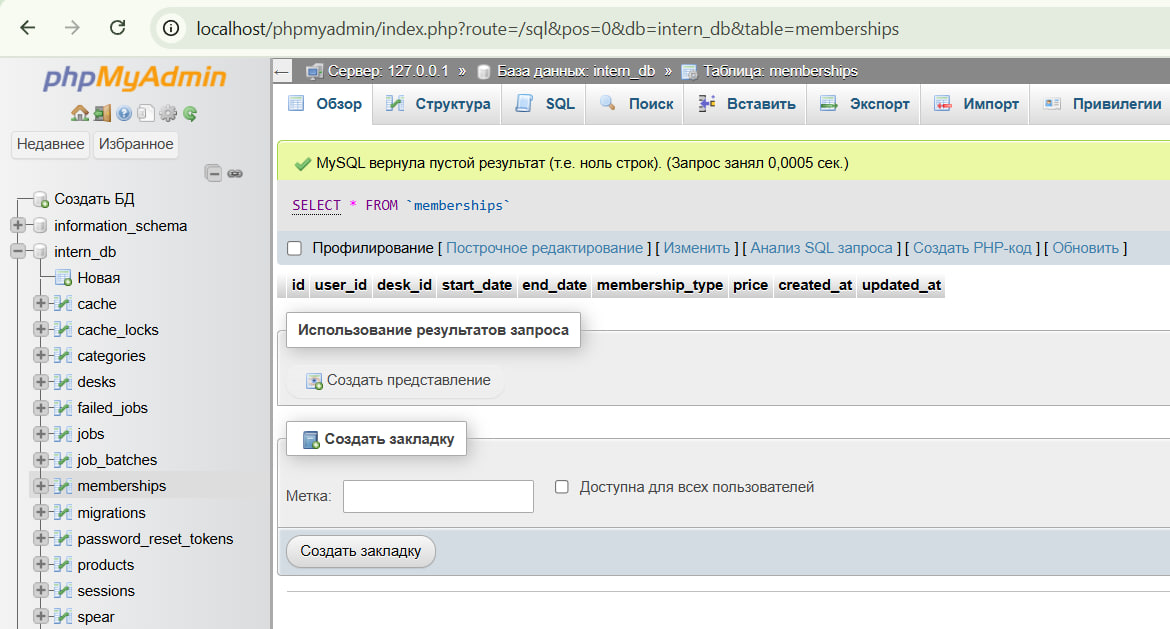 localhost/phpmyadmin/index.php?route=/sql&pos=0&db=intern_db&table=memberships
phpMyAdmin
Недавнее Избранное
Создать БД
information_schema
intern_db
Новая
cache
cache_locks
categories
desks
failed_jobs
jobs
job_batches
memberships
migrations
password_reset_tokens
products
sessions
spear
Сервер: 127.0.0.1 » База данных: intern_db » Таблица: memberships
Обзор Структура SQL Поиск Вставить Экспорт Импорт Привилегии
MySQL вернула пустой результат (т.е. ноль строк). (Запрос занял 0,0005 сек.)
SELECT * FROM `memberships`
Профилирование [ Построчное редактирование ] [ Изменить ] [ Анализ SQL запроса ] [ Создать PHP-код ] [ Обновить ]
id user_id desk_id start_date end_date membership_type price created_at updated_at
Использование результатов запроса
Создать представление
Создать закладку
Метка: Доступна для всех пользователей
Создать закладку